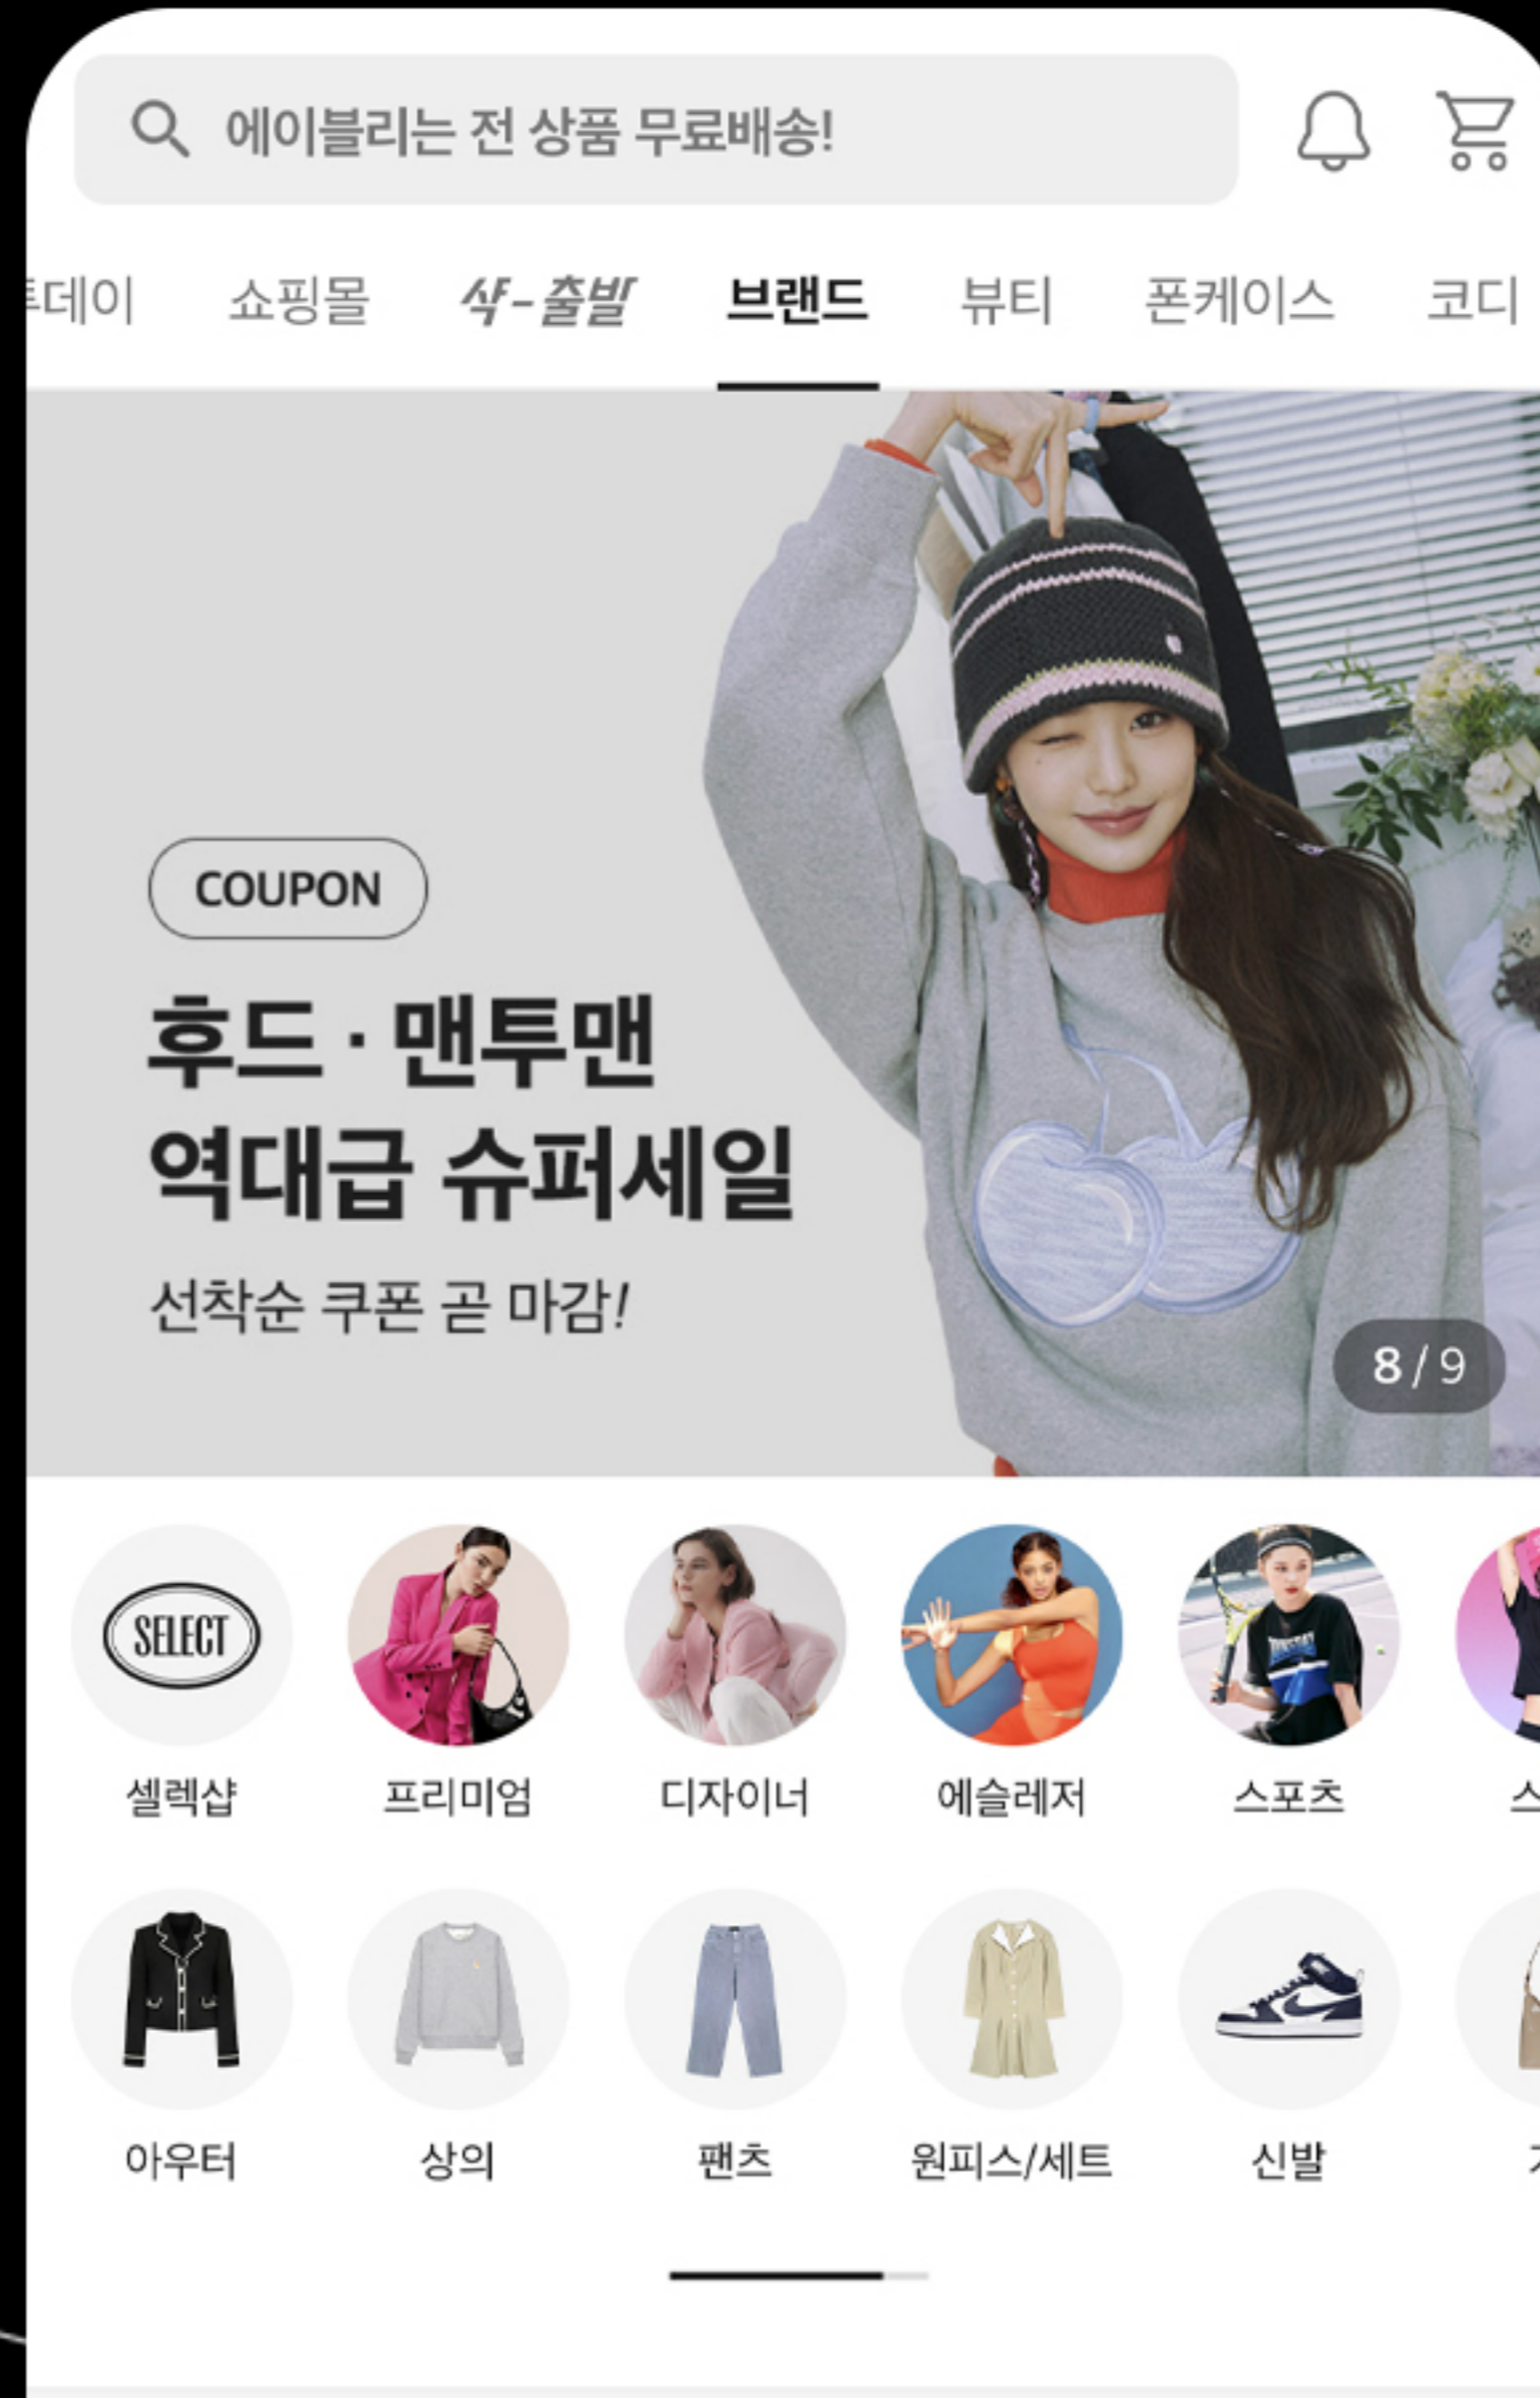 에이블리는 전 상품 무료배송!
투데이 쇼핑몰 샥-출발 브랜드 뷰티 폰케이스 코디
COUPON
후드 · 맨투맨
역대급 슈퍼세일
선착순 쿠폰 곧 마감!
8 / 9
SELECT
셀렉샵 프리미엄 디자이너 에슬레저 스포츠
아우터 상의 팬츠 원피스/세트 신발